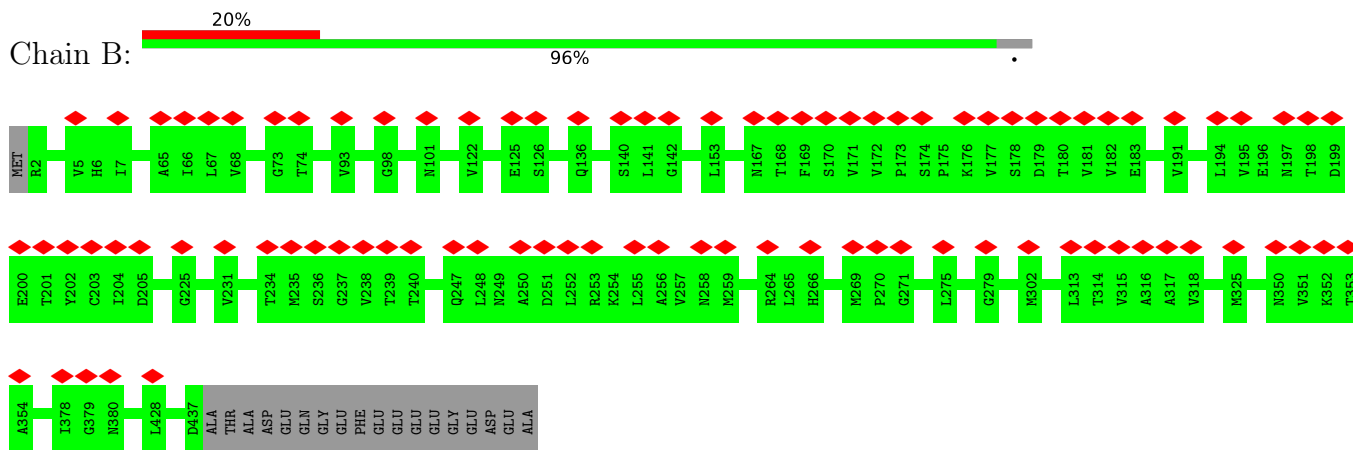 20%
Chain B:
96%
.
MET R2 V5 H6 I7 A65 I66 L67 V68 G73 T74 V93 G98 N101 V122 E125 S126 Q136 S140 L141 G142 L153 N167 T168 F169 S170 V171 V172 P173 S174 P175 K176 V177 S178 D179 T180 V181 V182 E183 V191 L194 V195 E196 N197 T198 D199
E200 T201 Y202 C203 I204 D205 G225 V231 T234 M235 S236 G237 V238 T239 T240 Q247 L248 N249 A250 D251 L252 R253 K254 L255 A256 V257 N258 M259 R264 L265 H266 M269 P270 G271 L275 G279 M302 L313 T314 V315 A316 A317 V318 M325 N350 V351 K352 T353
A354 I378 G379 N380 L428 D437 ALA THR ALA ASP GLU GLN GLY GLU PHE GLU GLU GLU GLU GLY GLU ASP GLU ALA